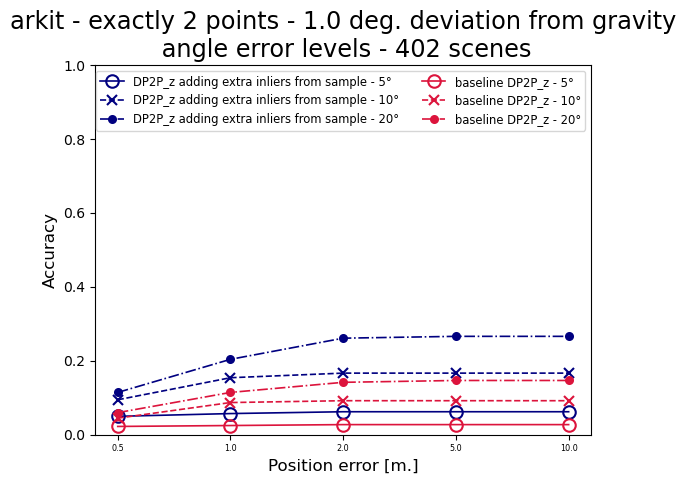 arkit - exactly 2 points - 1.0 deg. deviation from gravity
angle error levels - 402 scenes
DP2P_z adding extra inliers from sample - 5°
DP2P_z adding extra inliers from sample - 10°
DP2P_z adding extra inliers from sample - 20°
baseline DP2P_z - 5°
baseline DP2P_z - 10°
baseline DP2P_z - 20°
Accuracy
1.0
0.8
0.6
0.4
0.2
0.0
0.5 1.0 2.0 5.0 10.0
Position error [m.]